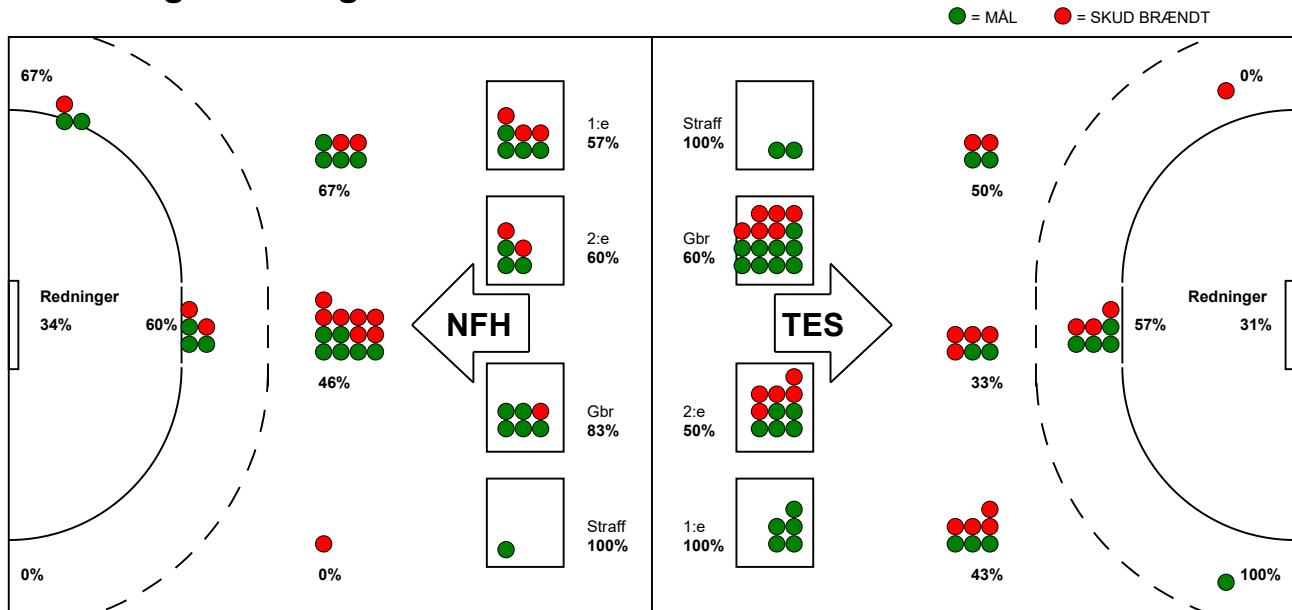 = MÅL
= SKUD BRÆNDT
67%
67%
Redninger
34%
60%
46%
0%
0%
NFH
1:e
57%
2:e
60%
Gbr
83%
Straff
100%
Straff
100%
Gbr
60%
2:e
50%
1:e
100%
TES
0%
50%
33%
57%
Redninger
31%
43%
100%